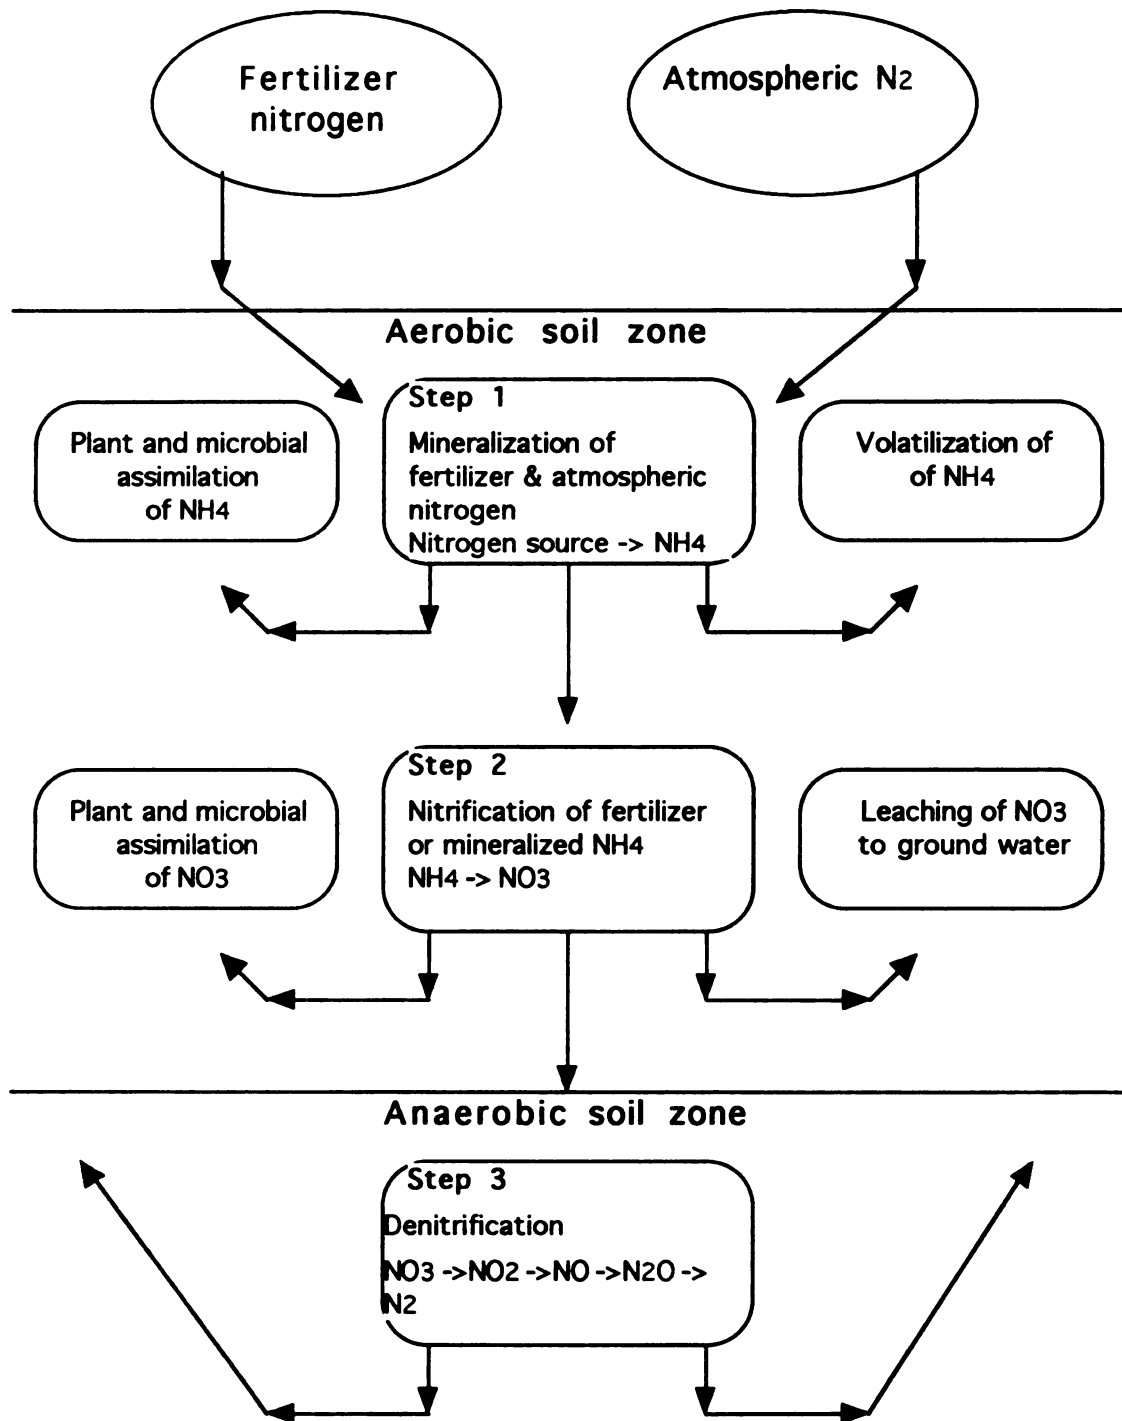 Fertilizer
nitrogen
Atmospheric N2
Aerobic soil zone
Step 1
Mineralization of
fertilizer & atmospheric
nitrogen
Nitrogen source -> NH4
Plant and microbial
assimilation
of NH4
Volatilization of
of NH4
Step 2
Nitrification of fertilizer
or mineralized NH4
NH4 -> NO3
Plant and microbial
assimilation
of NO3
Leaching of NO3
to ground water
Anaerobic soil zone
Step 3
Denitrification
NO3 ->NO2 ->NO ->N2O ->
N2